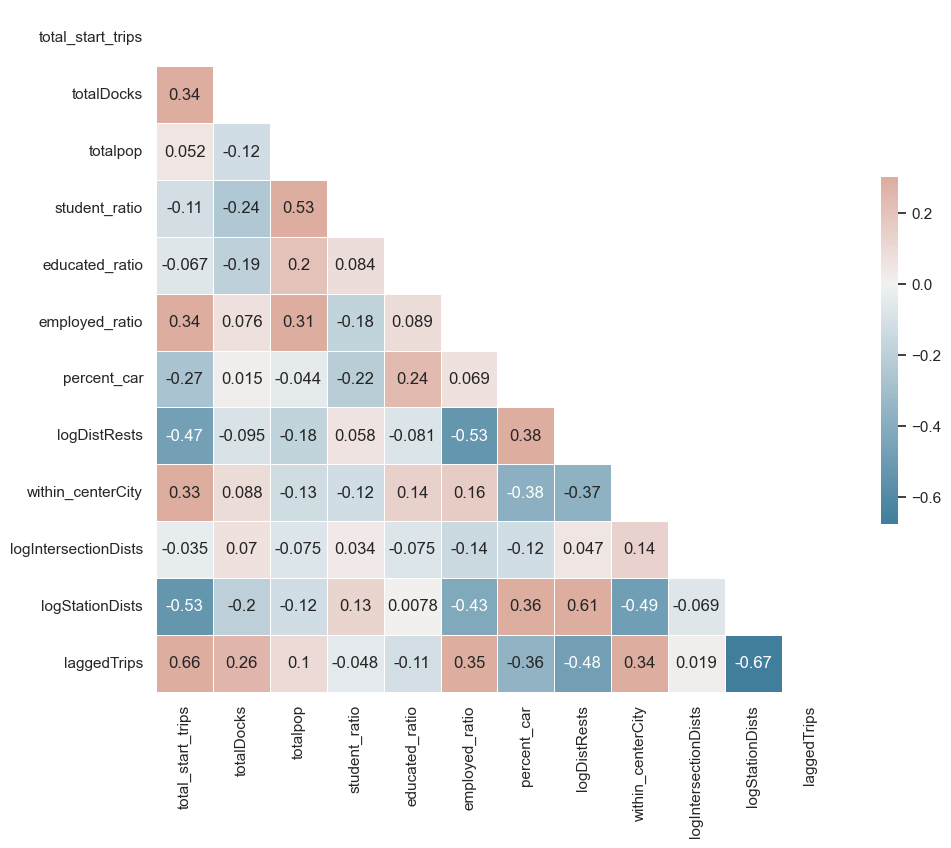 total_start_trips
totalDocks 0.34
totalpop 0.052 -0.12
student_ratio -0.11 -0.24 0.53
educated_ratio -0.067 -0.19 0.2 0.084
employed_ratio 0.34 0.076 0.31 -0.18 0.089
percent_car -0.27 0.015 -0.044 -0.22 0.24 0.069
logDistRests -0.47 -0.095 -0.18 0.058 -0.081 -0.53 0.38
within_centerCity 0.33 0.088 -0.13 -0.12 0.14 0.16 -0.38 -0.37
logIntersectionDists -0.035 0.07 -0.075 0.034 -0.075 -0.14 -0.12 0.047 0.14
logStationDists -0.53 -0.2 -0.12 0.13 0.0078 -0.43 0.36 0.61 -0.49 -0.069
laggedTrips 0.66 0.26 0.1 -0.048 -0.11 0.35 -0.36 -0.48 0.34 0.019 -0.67
total_start_trips
totalDocks
totalpop
student_ratio
educated_ratio
employed_ratio
percent_car
logDistRests
within_centerCity
logIntersectionDists
logStationDists
laggedTrips
0.2
0.0
−0.2
−0.4
−0.6